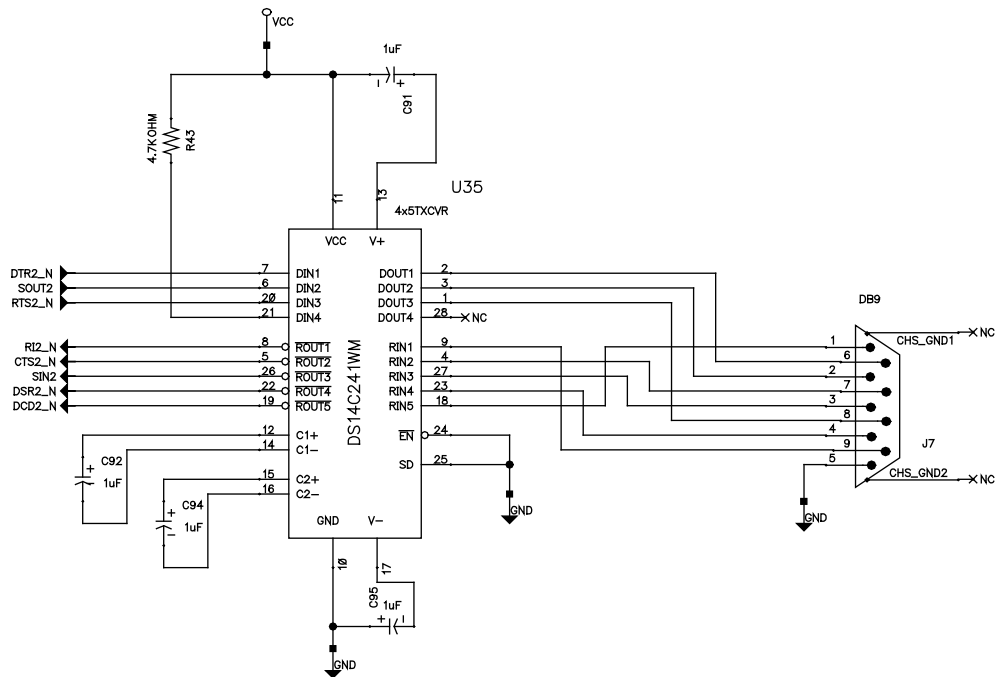 VCC
1uF
C91
4.7KOHM
R43
11
13
U35
4x5TXCVR
VCC V+
DTR2_N 7 DIN1 DOUT1 2
SOUT2 6 DIN2 DOUT2 3
RTS2_N 20 DIN3 DOUT3 1
21 DIN4 DOUT4 28 NC
RI2_N 8 ROUT1 RIN1 9
CTS2_N 5 ROUT2 RIN2 4
SIN2 26 ROUT3 RIN3 27
DSR2_N 22 ROUT4 RIN4 23
DCD2_N 19 ROUT5 RIN5 18
DS14C241WM
12 C1+ EN 24
14 C1-
15 C2+ SD 25
16 C2-
GND V-
C92
1uF
C94
1uF
10
17
C95
1uF
GND
GND
DB9
CHS_GND1 NC
1
6
2
7
3
8
4
9
5
J7
CHS_GND2 NC
GND
+
-
+
-
+
-
+
-